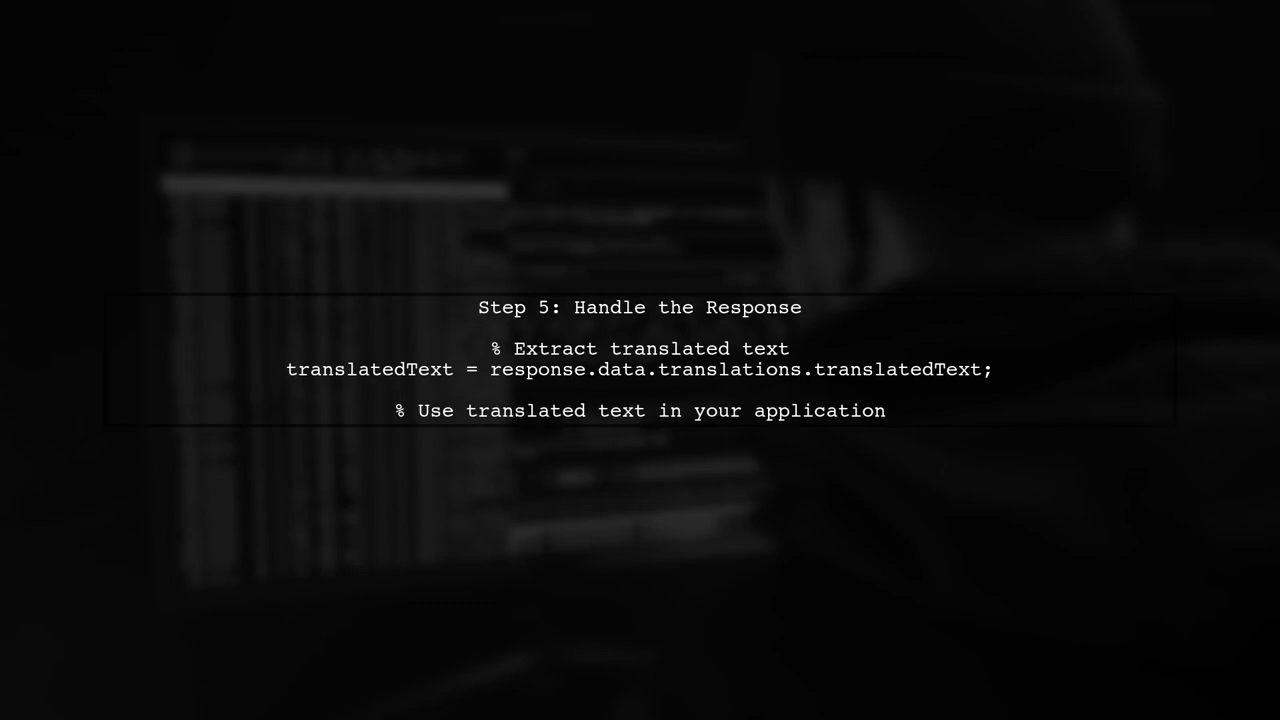 Step 5: Handle the Response
% Extract translated text
translatedText = response.data.translations.translatedText;
% Use translated text in your application